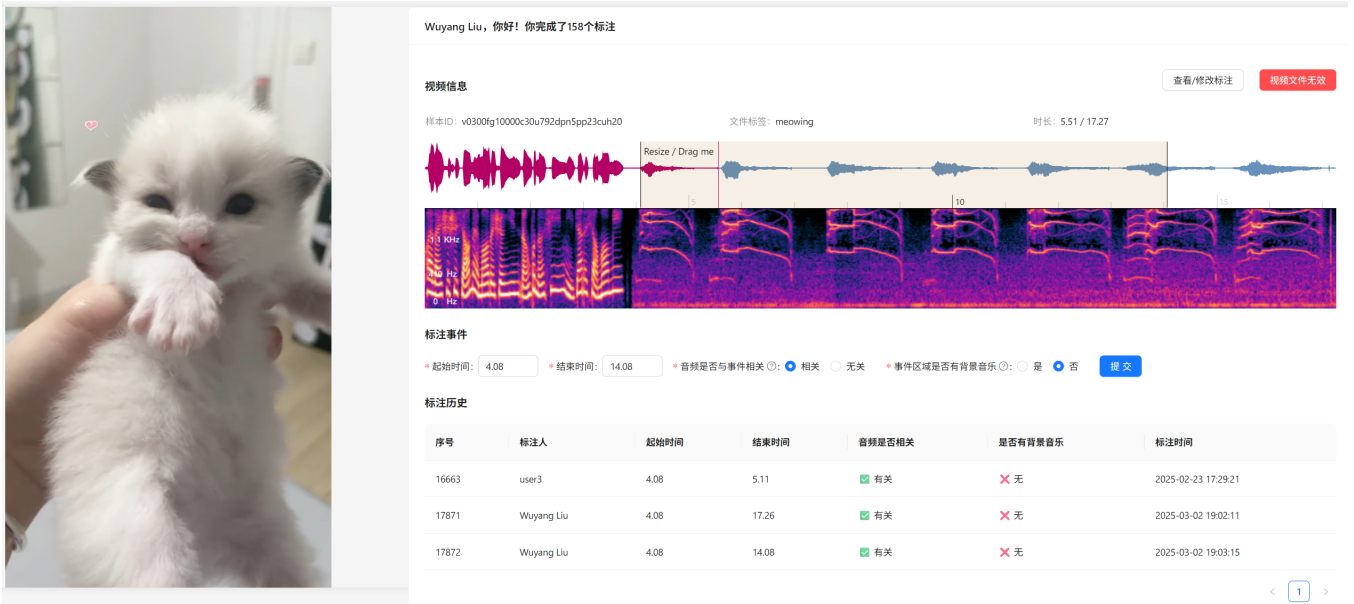 Wuyang Liu，你好！你完成了158个标注
视频信息
查看/修改标注
视频文件无效
样本ID： v0300fg10000c30u792dpn5pp23cuh20
文件标签： meowing
时长： 5.51 / 17.27
Resize / Drag me
5
10
15
1.1 KHz
410 Hz
0 Hz
标注事件
* 起始时间： 4.08 * 结束时间： 14.08 * 音频是否与事件相关 ?： 相关 无关 * 事件区域是否有背景音乐 ?： 是 否 提 交
标注历史
序号 标注人 起始时间 结束时间 音频是否相关 是否有背景音乐 标注时间
16663 user3 4.08 5.11 ✅ 有关 ❌ 无 2025-02-23 17:29:21
17871 Wuyang Liu 4.08 17.26 ✅ 有关 ❌ 无 2025-03-02 19:02:11
17872 Wuyang Liu 4.08 14.08 ✅ 有关 ❌ 无 2025-03-02 19:03:15
< 1 >